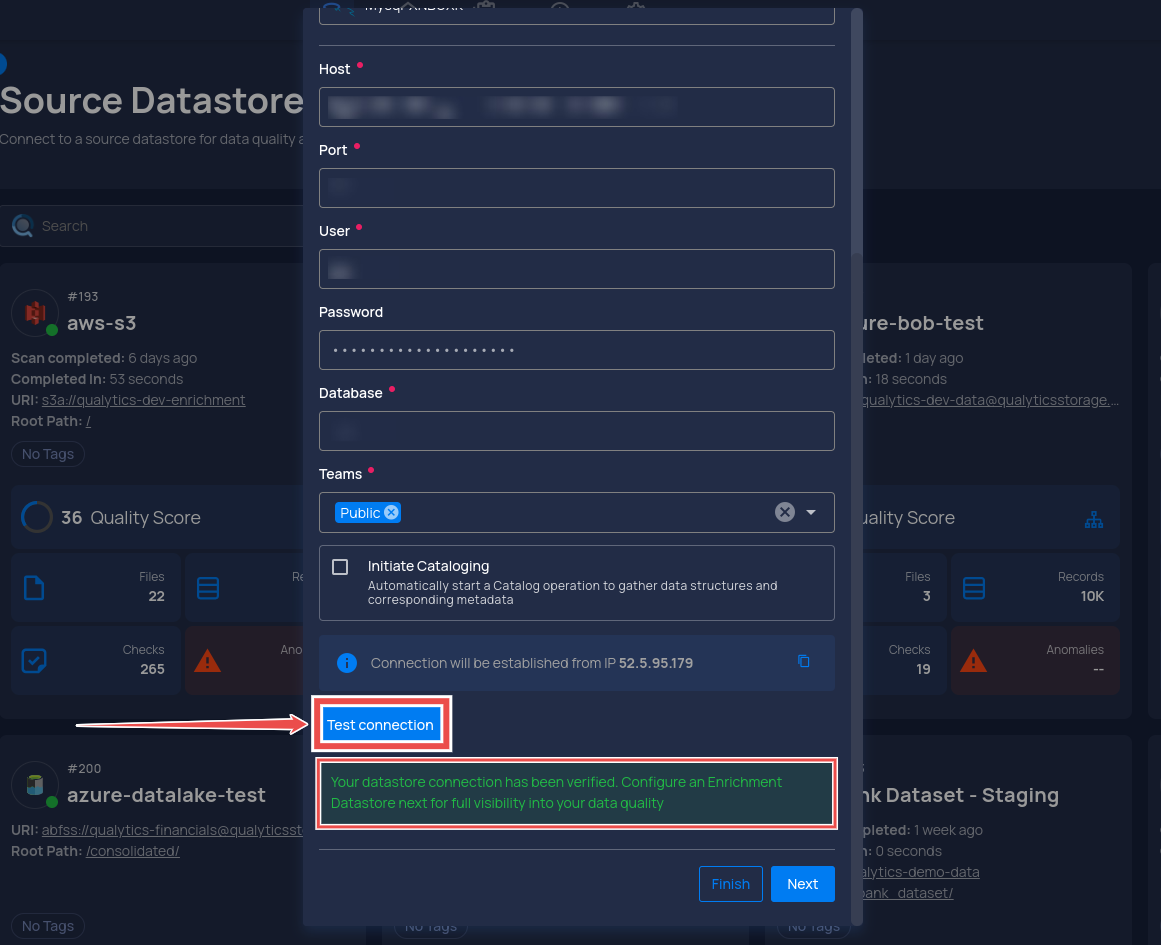 Source Datastore
Connect to a source datastore for data quality a
Search
#193
aws-s3
Scan completed: 6 days ago
Completed In: 53 seconds
URI: s3a://qualytics-dev-enrichment
Root Path: /
No Tags
36 Quality Score
Files
22
Re
Checks
265
Ano
#200
azure-datalake-test
URI: abfss://qualytics-financials@qualyticsst
Root Path: /consolidated/
No Tags
Host
Port
User
Password
Database
Teams
Public
Initiate Cataloging
Automatically start a Catalog operation to gather data structures and
corresponding metadata
Connection will be established from IP 52.5.95.179
Test connection
Your datastore connection has been verified. Configure an Enrichment
Datastore next for full visibility into your data quality
Finish
Next
No Tags
ure-bob-test
leted: 1 day ago
n: 18 seconds
qualytics-dev-data@qualyticsstorage....
uality Score
Files
3
Records
10K
Checks
19
Anomalies
--
nk Dataset - Staging
pleted: 1 week ago
n: 0 seconds
alytics-demo-data
bank_dataset/
No Tags